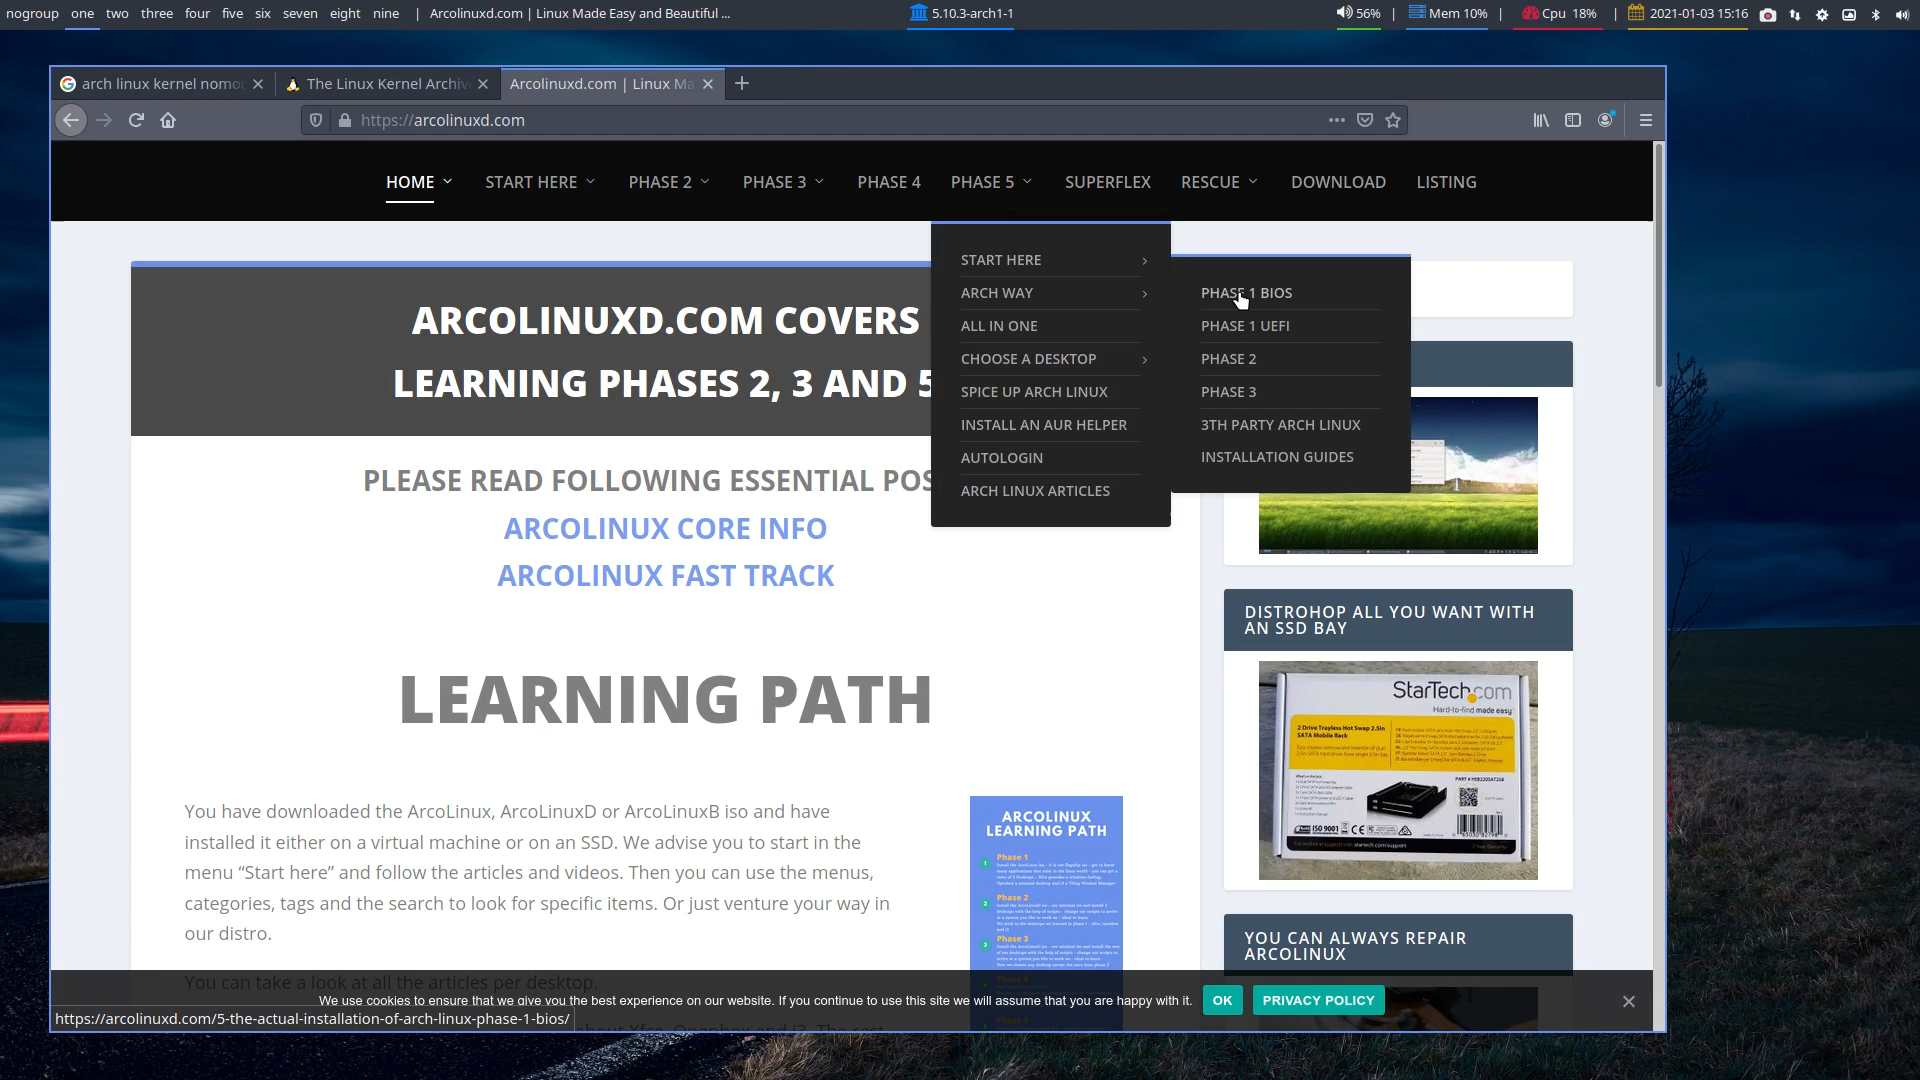 nogroup one two three four five six seven eight nine | Arcolinuxd.com | Linux Made Easy and Beautiful ...
5.10.3-arch1-1
56% | Mem 10% | Cpu 18% | 2021-01-03 15:16
arch linux kernel nomo
The Linux Kernel Archiv
Arcolinuxd.com | Linux Ma
https://arcolinuxd.com
HOME START HERE PHASE 2 PHASE 3 PHASE 4 PHASE 5 SUPERFLEX RESCUE DOWNLOAD LISTING
START HERE
ARCH WAY
ALL IN ONE
CHOOSE A DESKTOP
SPICE UP ARCH LINUX
INSTALL AN AUR HELPER
AUTOLOGIN
ARCH LINUX ARTICLES
PHASE 1 BIOS
PHASE 1 UEFI
PHASE 2
PHASE 3
3TH PARTY ARCH LINUX
INSTALLATION GUIDES
ARCOLINUXD.COM COVERS
LEARNING PHASES 2, 3 AND 5
PLEASE READ FOLLOWING ESSENTIAL POS
ARCOLINUX CORE INFO
ARCOLINUX FAST TRACK
LEARNING PATH
You have downloaded the ArcoLinux, ArcoLinuxD or ArcoLinuxB iso and have
installed it either on a virtual machine or on an SSD. We advise you to start in the
menu “Start here” and follow the articles and videos. Then you can use the menus,
categories, tags and the search to look for specific items. Or just venture your way in
our distro.
You can take a look at all the articles per desktop.
ARCOLINUX
LEARNING PATH
1 Phase 1
2 Phase 2
3 Phase 3
DISTROHOP ALL YOU WANT WITH
AN SSD BAY
StarTech.com
Hard-to-find made easy
2 Drive Trayless Hot Swap 2.5in
SATA Mobile Rack
ISO 9001
YOU CAN ALWAYS REPAIR
ARCOLINUX
We use cookies to ensure that we give you the best experience on our website. If you continue to use this site we will assume that you are happy with it.
OK
PRIVACY POLICY
https://arcolinuxd.com/5-the-actual-installation-of-arch-linux-phase-1-bios/